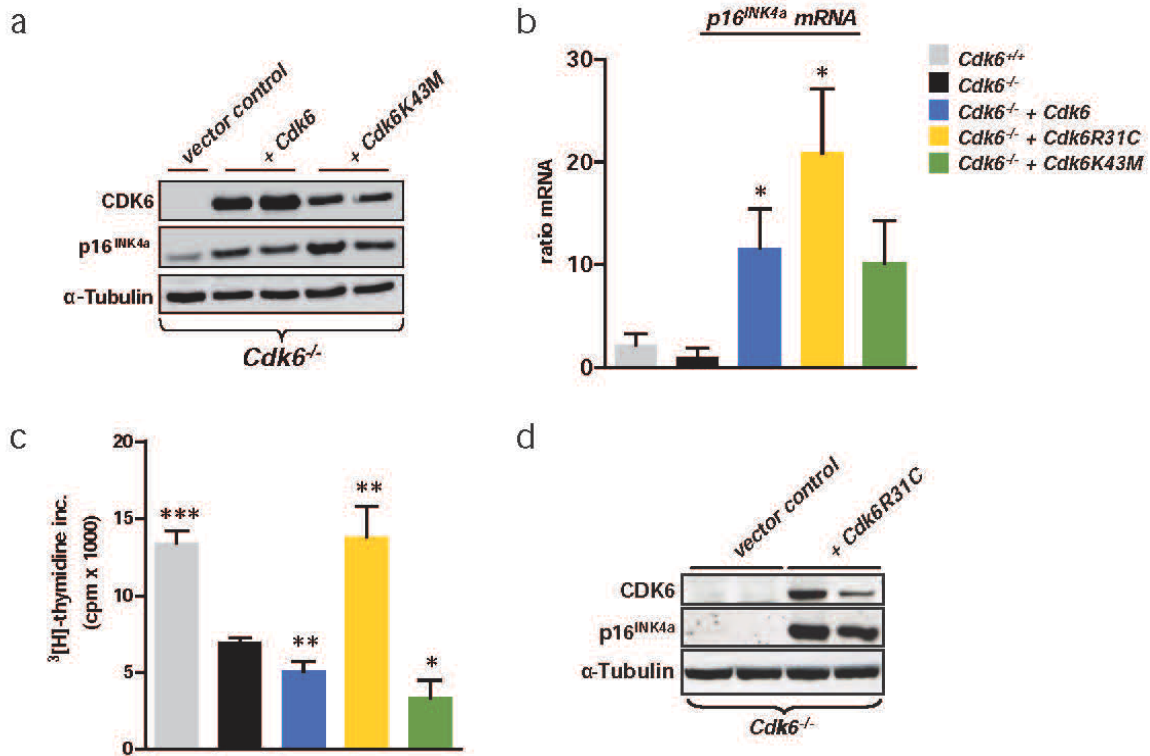 a
vector control
+ Cdk6
+ Cdk6K43M
CDK6
p16INK4a
α-Tubulin
Cdk6-/-
b
p16INK4a mRNA
ratio mRNA
30
20
10
0
*
*
Cdk6+/+
Cdk6-/-
Cdk6-/- + Cdk6
Cdk6-/- + Cdk6R31C
Cdk6-/- + Cdk6K43M
c
3[H]-thymidine inc.
(cpm x 1000)
20
15
10
5
0
***
**
**
*
d
vector control
+ Cdk6R31C
CDK6
p16INK4a
α-Tubulin
Cdk6-/-